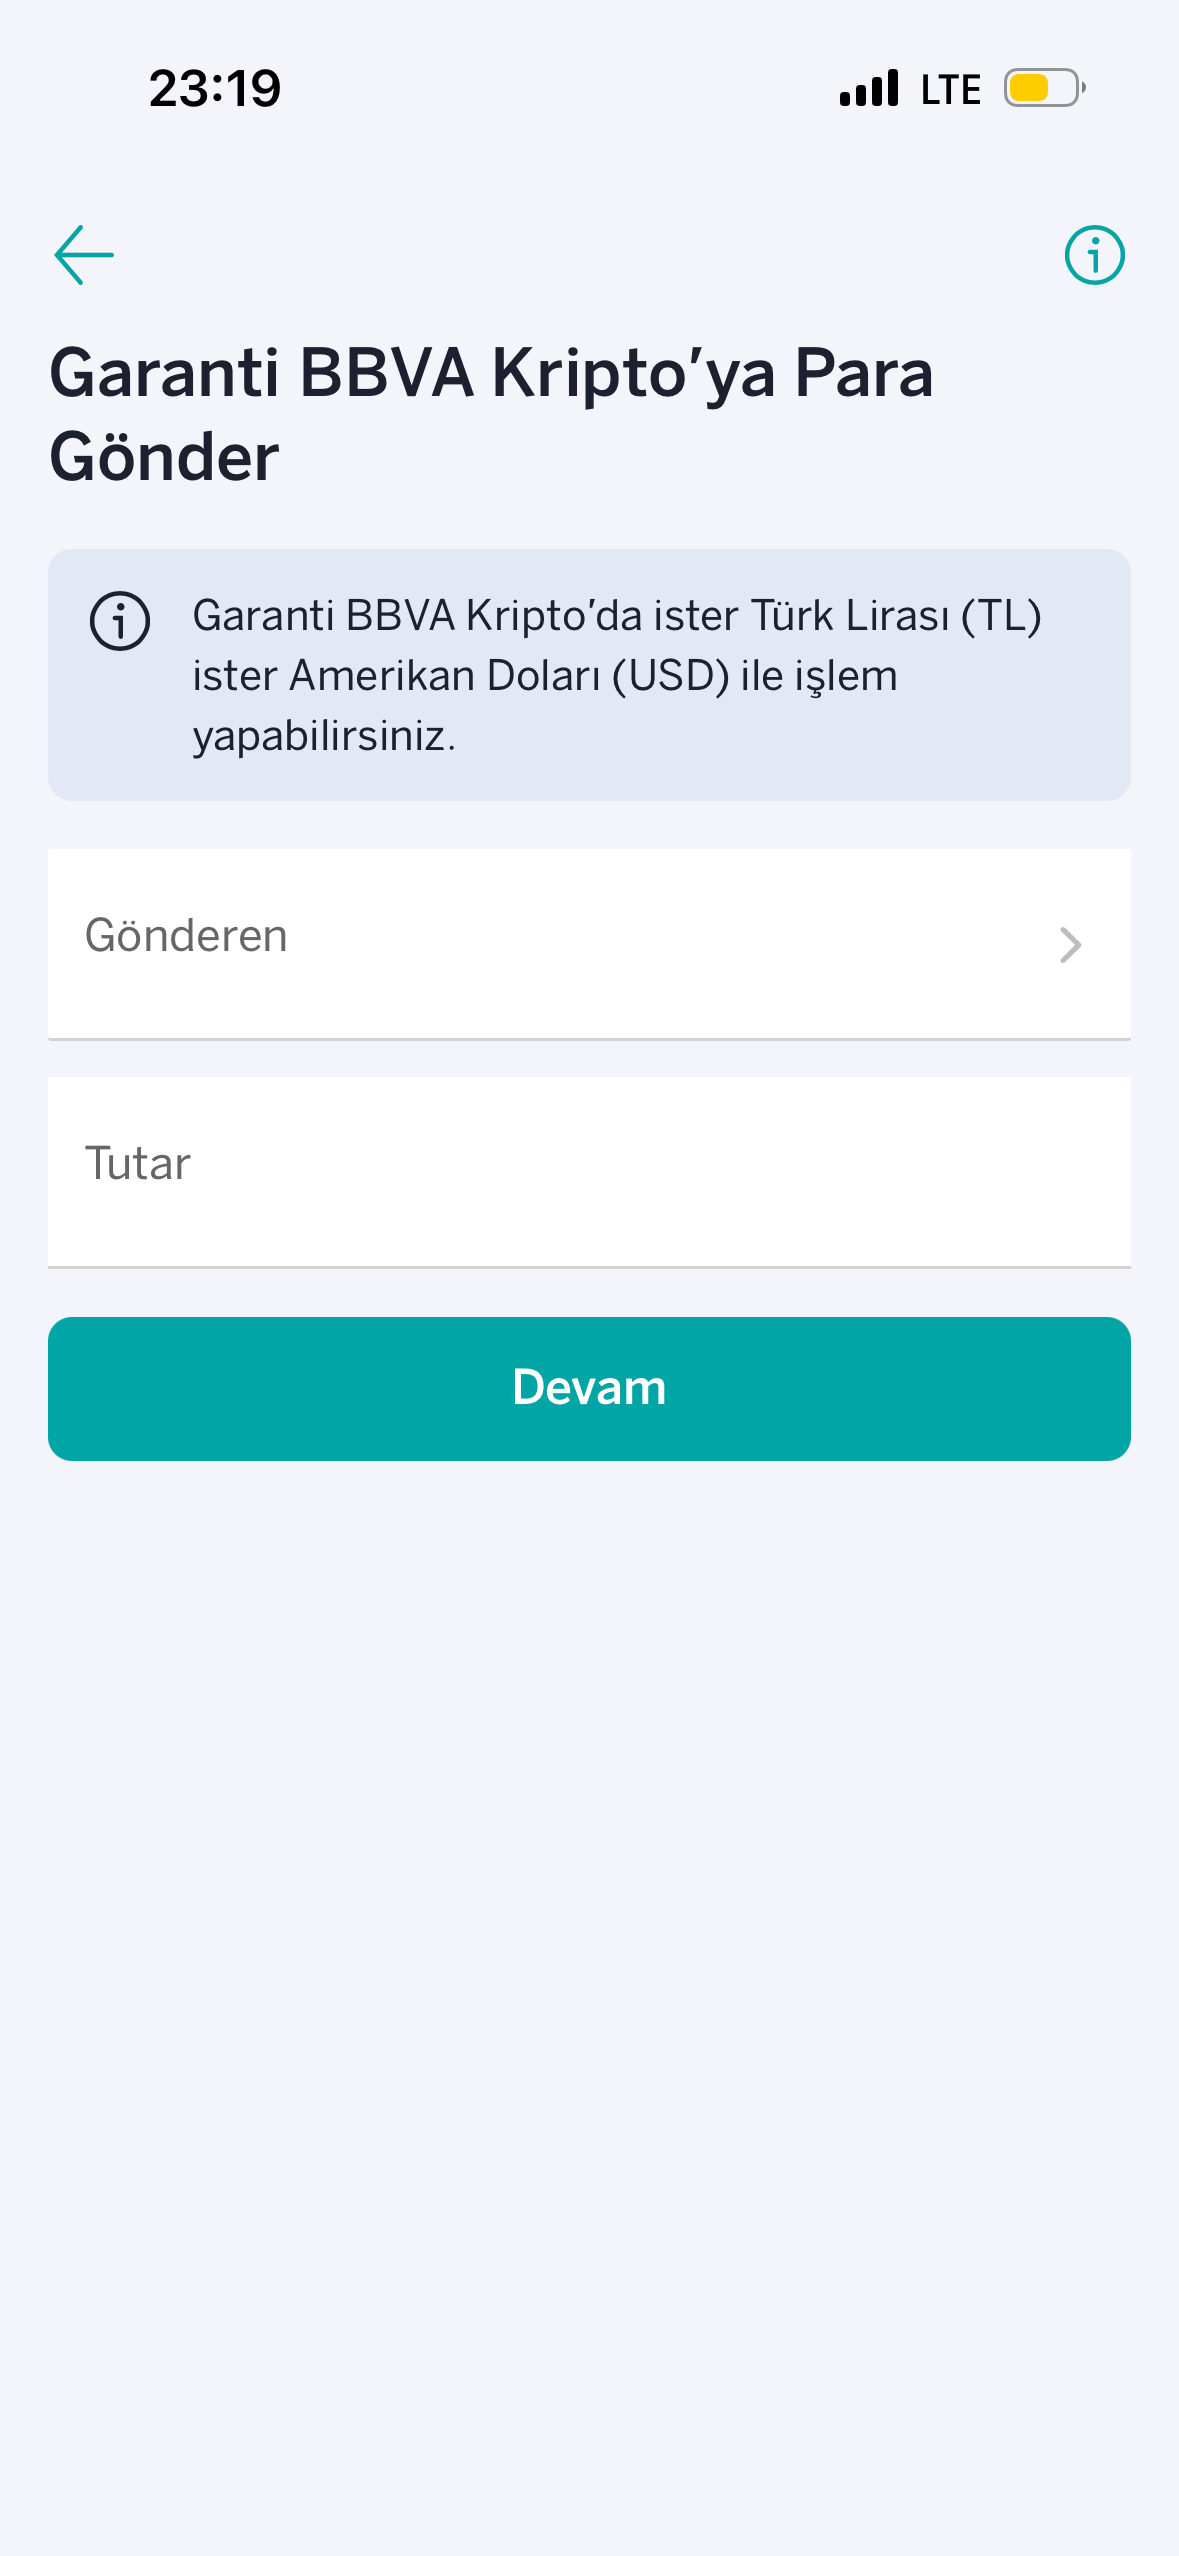 23:19
LTE
Garanti BBVA Kripto'ya Para
Gönder
Garanti BBVA Kripto'da ister Türk Lirası (TL)
ister Amerikan Doları (USD) ile işlem
yapabilirsiniz.
Gönderen
Tutar
Devam